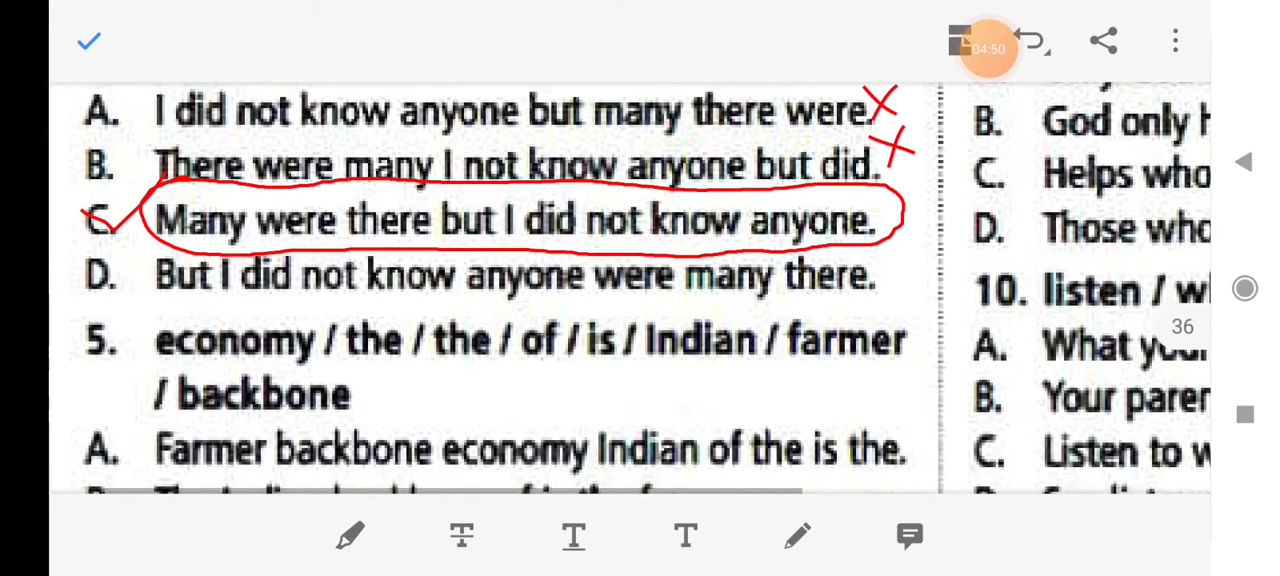 04:50
A. I did not know anyone but many there were.
B. There were many I not know anyone but did.
C. Many were there but I did not know anyone.
D. But I did not know anyone were many there.
5. economy / the / the / of / is / Indian / farmer
/ backbone
A. Farmer backbone economy Indian of the is the.
B. God only
C. Helps who
D. Those who
10. listen /
36
A. What
B. Your
C. Listen to
T
T
T